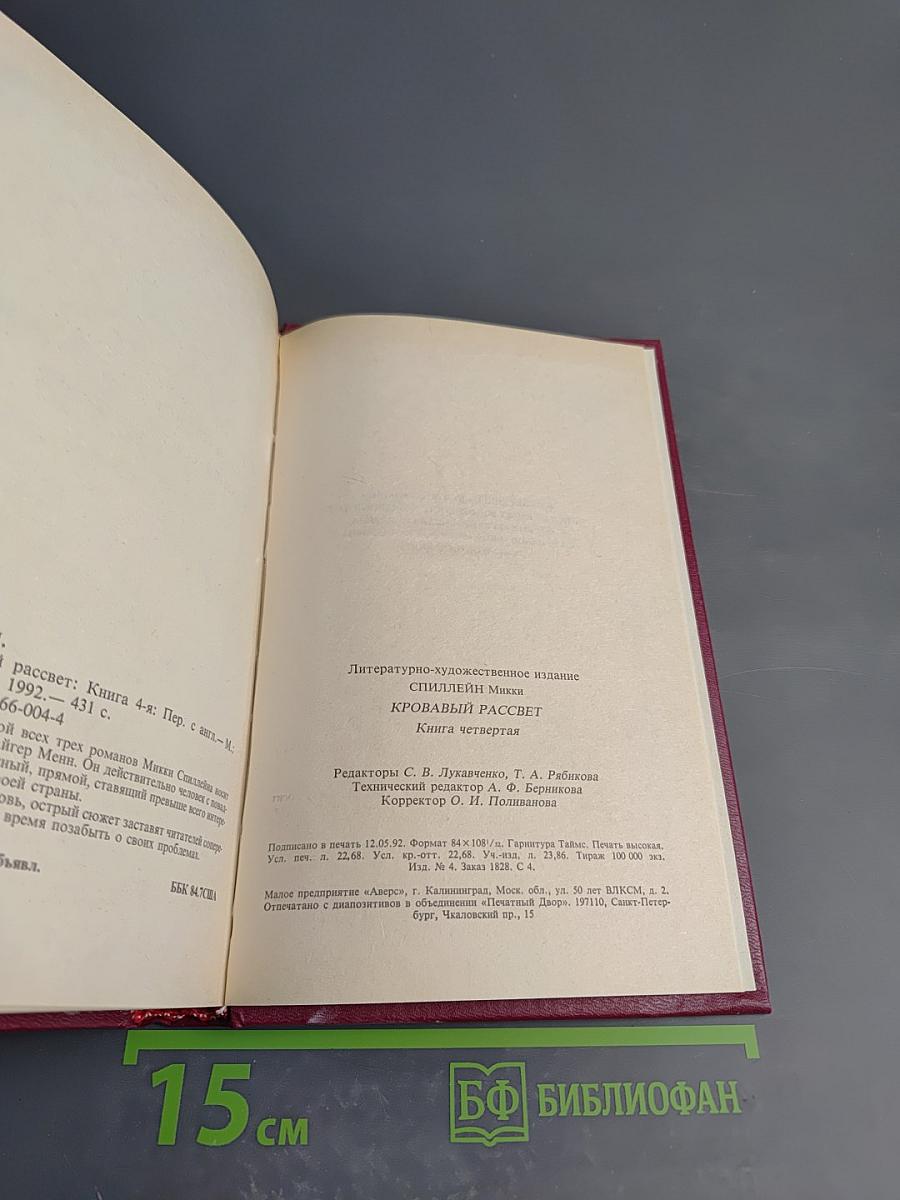 й рассвет: Книга 4-я: Пер. с англ.— М.;
1992.— 431 с.
66-004-4
ой всех трех романов Микки Спиллейна носит
айгер Менн. Он действительно человек с
ный, прямой, ставящий превыше всего интере-
воей страны.
овь, острый сюжет заставят читателей
время позабыть о своих проблемах.
бъявл.
ББК 84.7США
Литературно-художественное издание
СПИЛЛЕЙН Микки
КРОВАВЫЙ РАССВЕТ
Книга четвертая
Редакторы С. В. Лукавченко, Т. А. Рябикова
Технический редактор А. Ф. Берникова
Корректор О. И. Поливанова
Подписано в печать 12.05.92. Формат 84×108¹/₃₂. Гарнитура Таймс. Печать высокая.
Усл. печ. л. 22,68. Усл. кр.-отт. 22,68. Уч.-изд. л. 23,86. Тираж 100 000 экз.
Изд. № 4. Заказ 1828. С 4.
Малое предприятие «Аверс», г. Калининград, Моск. обл., ул. 50 лет ВЛКСМ, д. 2.
Отпечатано с диапозитивов в объединении «Печатный Двор». 197110, Санкт-Петер-
бург, Чкаловский пр., 15
15 см
БФ БИБЛИОФАН